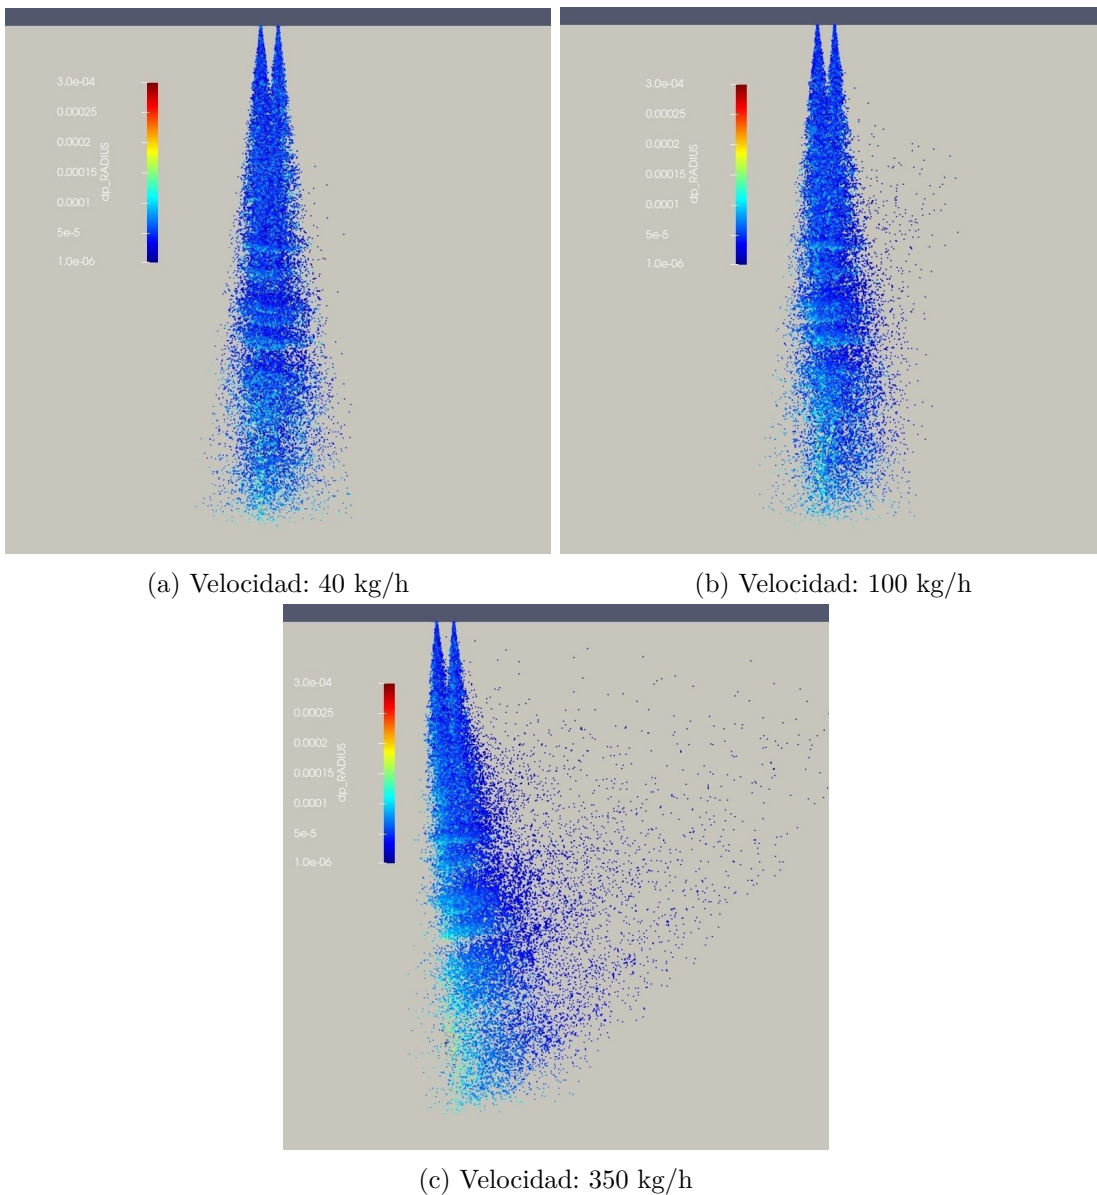 3.0e-04
0.00025
0.0002
0.00015
0.0001
5e-5
1.0e-06
dp_RADIUS
3.0e-04
0.00025
0.0002
0.00015
0.0001
5e-5
1.0e-06
dp_RADIUS
(a) Velocidad: 40 kg/h
(b) Velocidad: 100 kg/h
3.0e-04
0.00025
0.0002
0.00015
0.0001
5e-5
1.0e-06
dp_RADIUS
(c) Velocidad: 350 kg/h